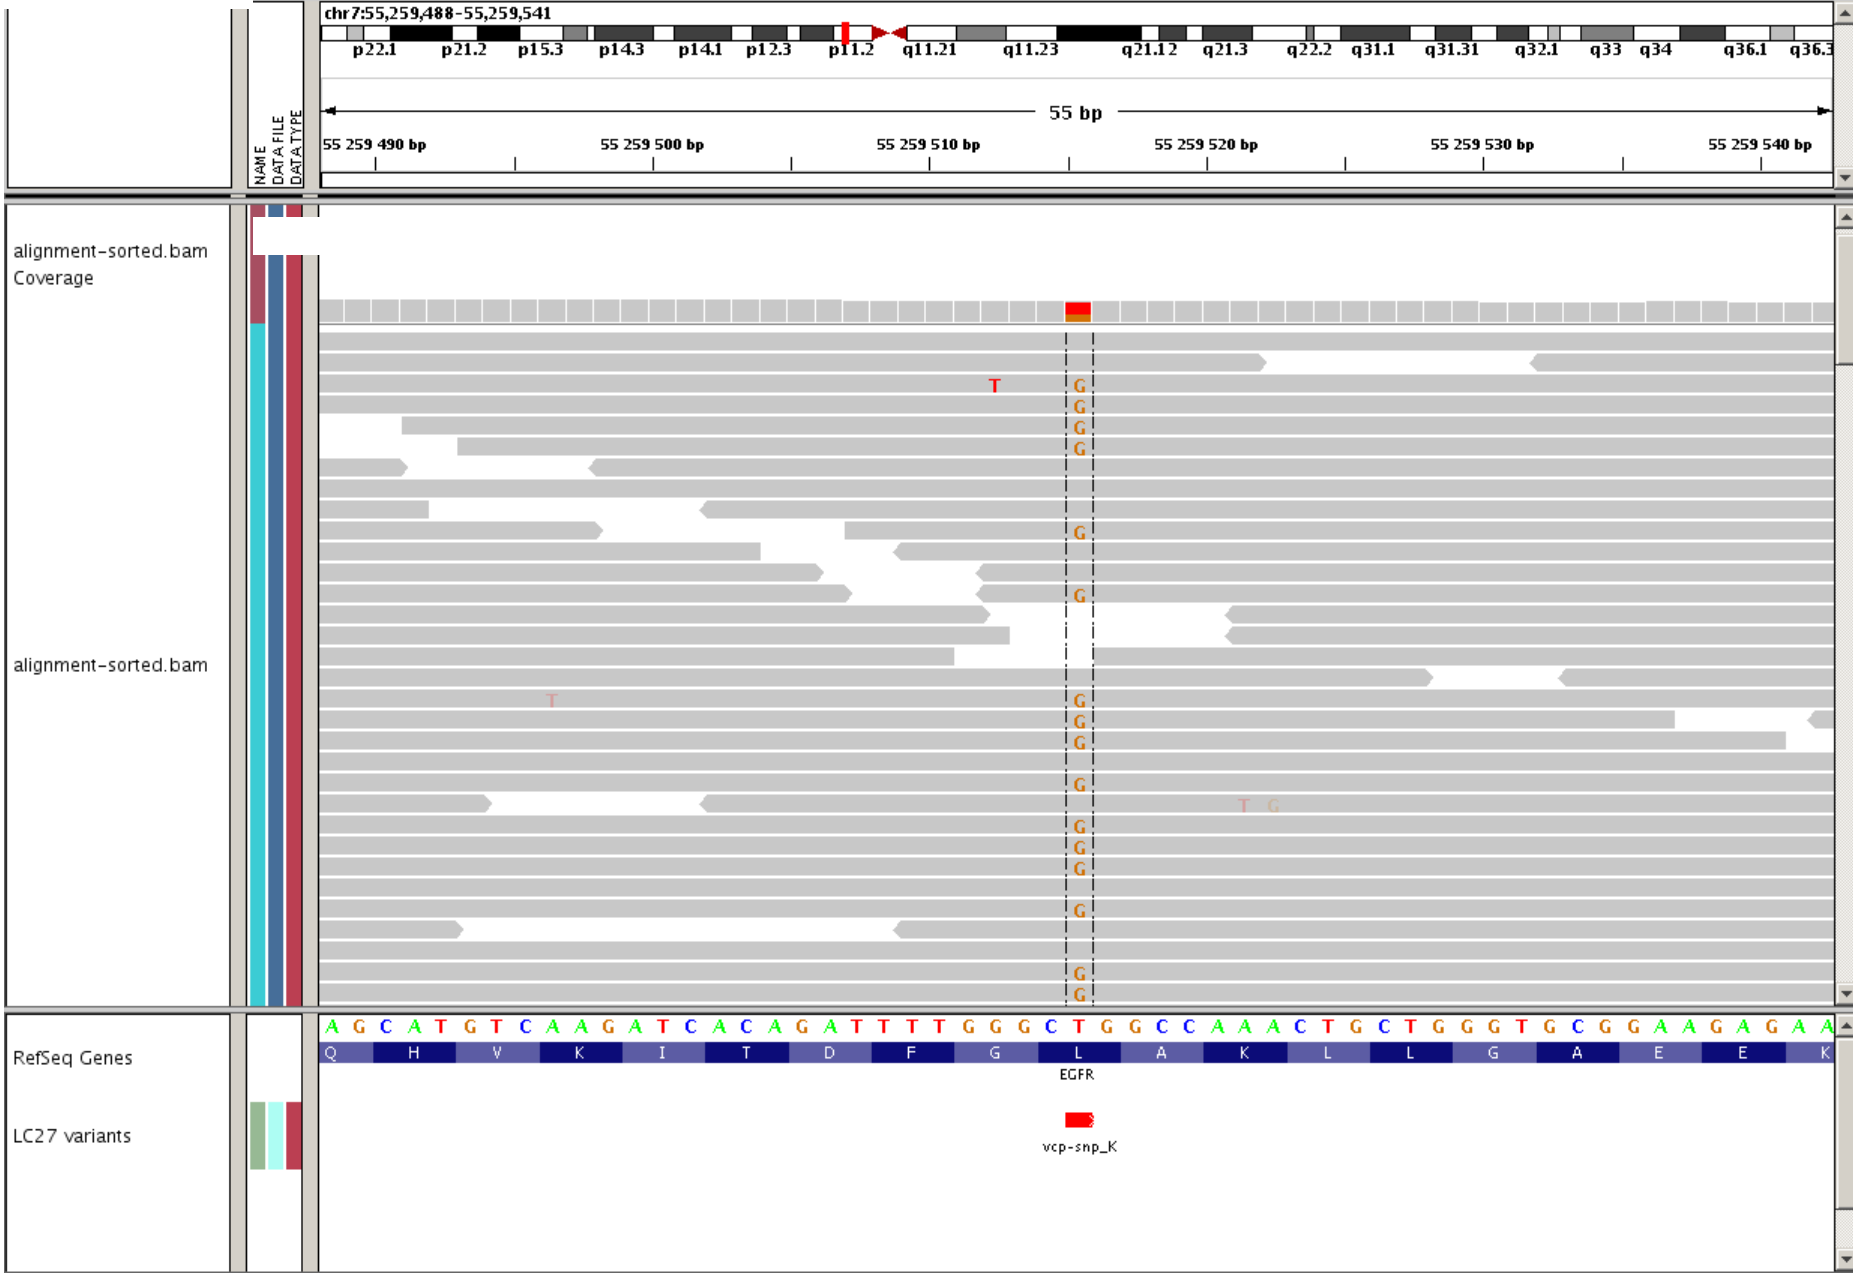 chr7:55,259,488-55,259,541
p22.1 p21.2 p15.3 p14.3 p14.1 p12.3 p11.2 q11.21 q11.23 q21.12 q21.3 q22.2 q31.1 q31.31 q32.1 q33 q34 q36.1 q36.3
55 bp
NAME
DATA FILE
DATA TYPE
55 259 490 bp 55 259 500 bp 55 259 510 bp 55 259 520 bp 55 259 530 bp 55 259 540 bp
alignment-sorted.bam
Coverage
T G
G
G
G
G
G
alignment-sorted.bam
T G
G
G
G
T G
G
G
G
G
G
G
A G C A T G T C A A G A T C A C A G A T T T T G G G C T G G C C A A A C T G C T G G G T G C G G A A G A G A A
RefSeq Genes
Q H V K I T D F G L A K L L G A E E K
EGFR
LC27 variants
vcp-snp_K